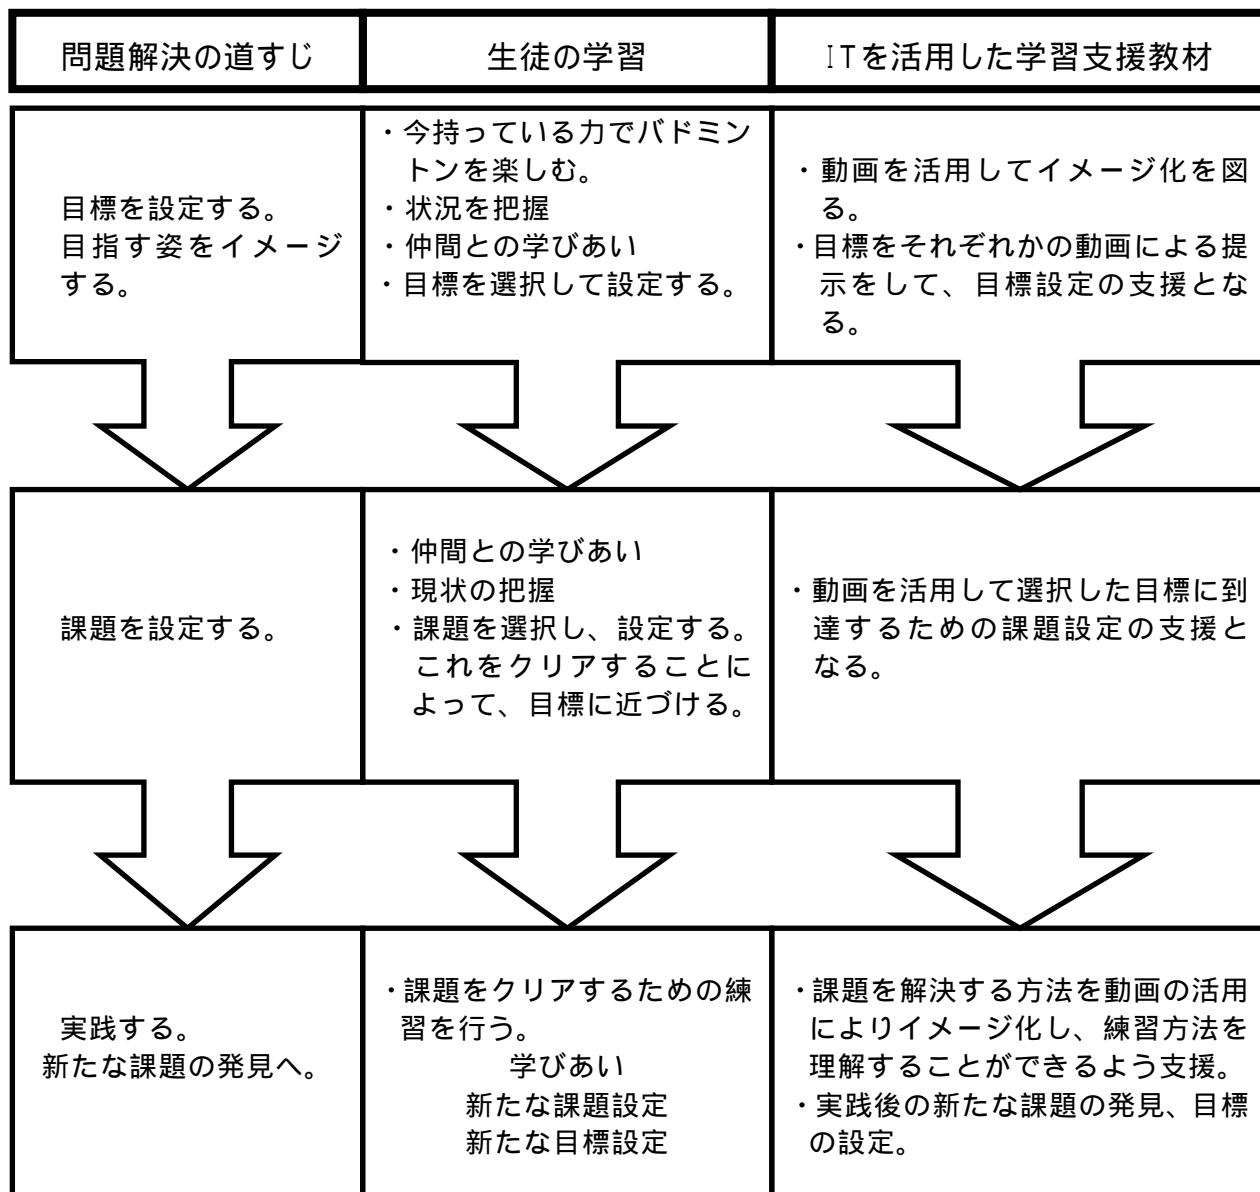 問題解決の道すじ
生徒の学習
ITを活用した学習支援教材
目標を設定する。
目指す姿をイメージ
する。
・今持っている力でバドミン
トンを楽しむ。
・状況を把握
・仲間との学びあい
・目標を選択して設定する。
・動画を活用してイメージ化を図
る。
・目標をそれぞれかの動画による提
示をして、目標設定の支援とな
る。
課題を設定する。
・仲間との学びあい
・現状の把握
・課題を選択し、設定する。
これをクリアすることに
よって、目標に近づける。
・動画を活用して選択した目標に到
達するための課題設定の支援と
なる。
実践する。
新たな課題の発見へ。
・課題をクリアするための練
習を行う。
学びあい
新たな課題設定
新たな目標設定
・課題を解決する方法を動画の活用
によりイメージ化し、練習方法を
理解することができるよう支援。
・実践後の新たな課題の発見、目標
の設定。